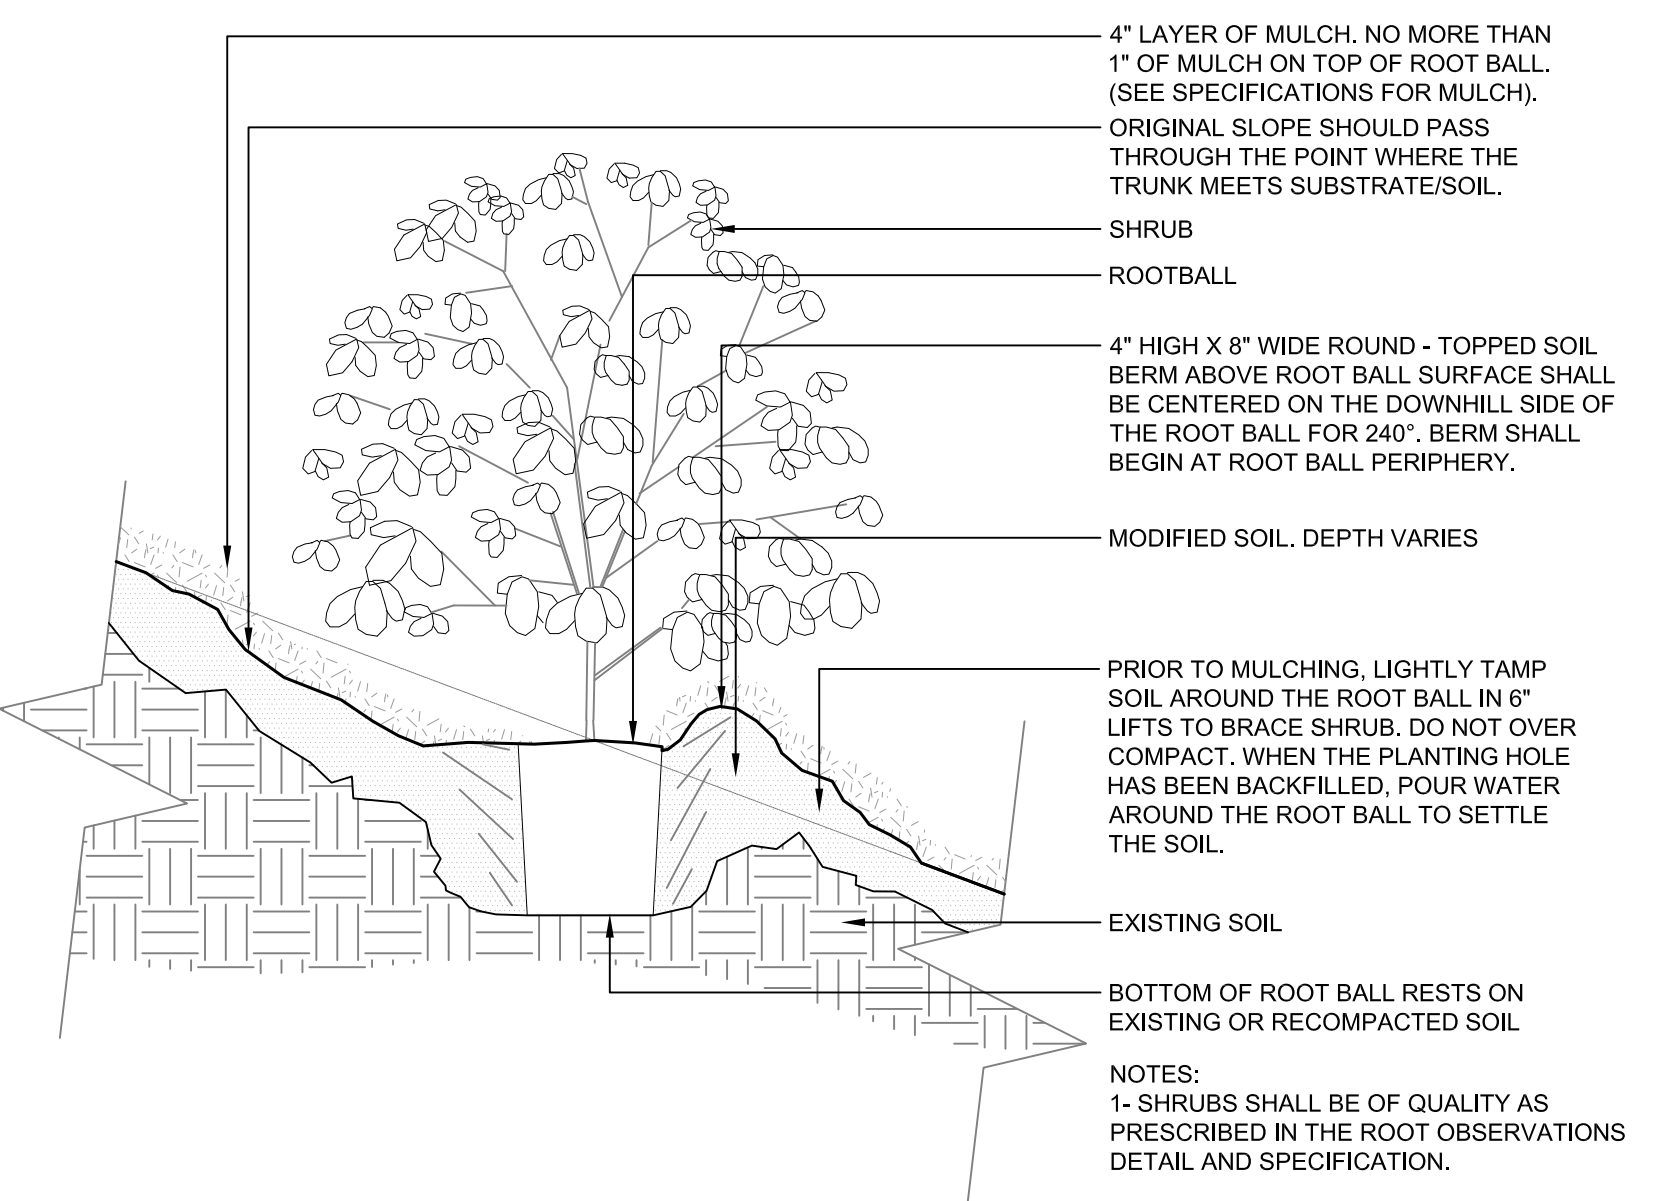 4" LAYER OF MULCH. NO MORE THAN
1" OF MULCH ON TOP OF ROOT BALL.
(SEE SPECIFICATIONS FOR MULCH).
ORIGINAL SLOPE SHOULD PASS
THROUGH THE POINT WHERE THE
TRUNK MEETS SUBSTRATE/SOIL.
SHRUB
ROOTBALL
4" HIGH X 8" WIDE ROUND - TOPPED SOIL
BERM ABOVE ROOT BALL SURFACE SHALL
BE CENTERED ON THE DOWNHILL SIDE OF
THE ROOT BALL FOR 240°. BERM SHALL
BEGIN AT ROOT BALL PERIPHERY.
MODIFIED SOIL. DEPTH VARIES
PRIOR TO MULCHING, LIGHTLY TAMP
SOIL AROUND THE ROOT BALL IN 6"
LIFTS TO BRACE SHRUB. DO NOT OVER
COMPACT. WHEN THE PLANTING HOLE
HAS BEEN BACKFILLED, POUR WATER
AROUND THE ROOT BALL TO SETTLE
THE SOIL.
EXISTING SOIL
BOTTOM OF ROOT BALL RESTS ON
EXISTING OR RECOMPACTED SOIL
NOTES:
1- SHRUBS SHALL BE OF QUALITY AS
PRESCRIBED IN THE ROOT OBSERVATIONS
DETAIL AND SPECIFICATION.